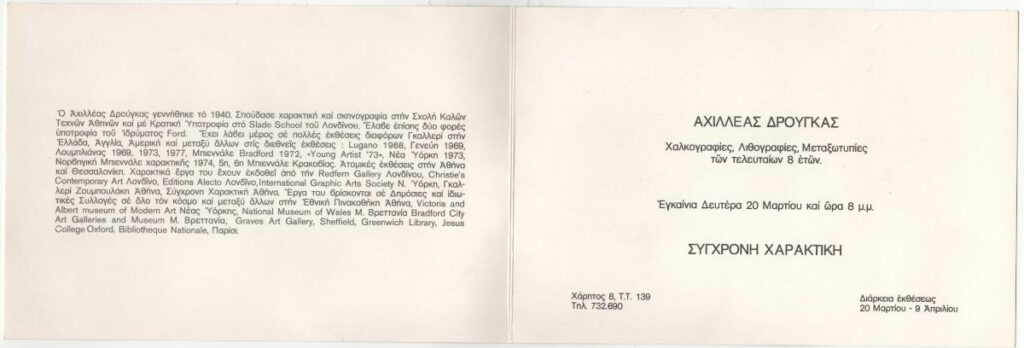 Ὁ Ἀχιλλέας Δρούγκας γεννήθηκε τό 1940. Σπούδασε χαρακτική καί σκηνογραφία στήν Σχολή Καλῶν
Τεχνῶν Ἀθηνῶν καί μέ Κρατική Ὑποτροφία στό Slade School τοῦ Λονδίνου. Ἔλαβε ἐπίσης δύο φορές
ὑποτροφία τοῦ Ἱδρύματος Ford. Ἔχει λάβει μέρος σέ πολλές ἐκθέσεις διαφόρων Γκαλλερί στήν
Ἑλλάδα, Ἀγγλία, Ἀμερική καί μεταξύ ἄλλων στίς διεθνεῖς ἐκθέσεις : Lugano 1968, Γενεύη 1969,
Λουμπλιάνας 1969, 1973, 1977, Μπιεννάλε Bradford 1972, «Young Artist '73», Νέα Ὑόρκη 1973,
Νορβηγική Μπιεννάλε χαρακτικῆς 1974, 5η, 6η Μπιεννάλε Κρακοβίας. Ἀτομικές ἐκθέσεις στήν Ἀθήνα
καί Θεσσαλονίκη. Χαρακτικά ἔργα του ἔχουν ἐκδοθεῖ ἀπό τήν Redfern Gallery Λονδίνου, Christie's
Contemporary Art Λονδῖνο, Editions Alecto Λονδῖνο,International Graphic Arts Society Ν. Ὑόρκη, Γκαλ-
λερί Ζουμπουλάκη Ἀθήνα, Σύγχρονη Χαρακτική Ἀθήνα. Ἔργα του βρίσκονται σέ Δημόσιες καί Ἰδιω-
τικές Συλλογές σέ ὅλο τόν κόσμο καί μεταξύ ἄλλων στήν Ἐθνική Πινακοθήκη Ἀθήνα, Victoria and
Albert museum of Modern Art Νέας Ὑόρκης, National Museum of Wales Μ. Βρεττανία Bradford City
Art Galleries and Museum Μ. Βρεττανία, Graves Art Gallery, Sheffield, Greenwich Library, Jesus
College Oxford, Bibliotheque Nationale, Παρίσι.
ΑΧΙΛΛΕΑΣ ΔΡΟΥΓΚΑΣ
Χαλκογραφίες, Λιθογραφίες, Μεταξωτυπίες
τῶν τελευταίων 8 ἐτῶν.
Ἐγκαίνια Δευτέρα 20 Μαρτίου καί ὥρα 8 μ.μ.
ΣΥΓΧΡΟΝΗ ΧΑΡΑΚΤΙΚΗ
Χάρητος 8, Τ.Τ. 139
Τηλ. 732.690
Διάρκεια ἐκθέσεως
20 Μαρτίου - 9 Ἀπριλίου